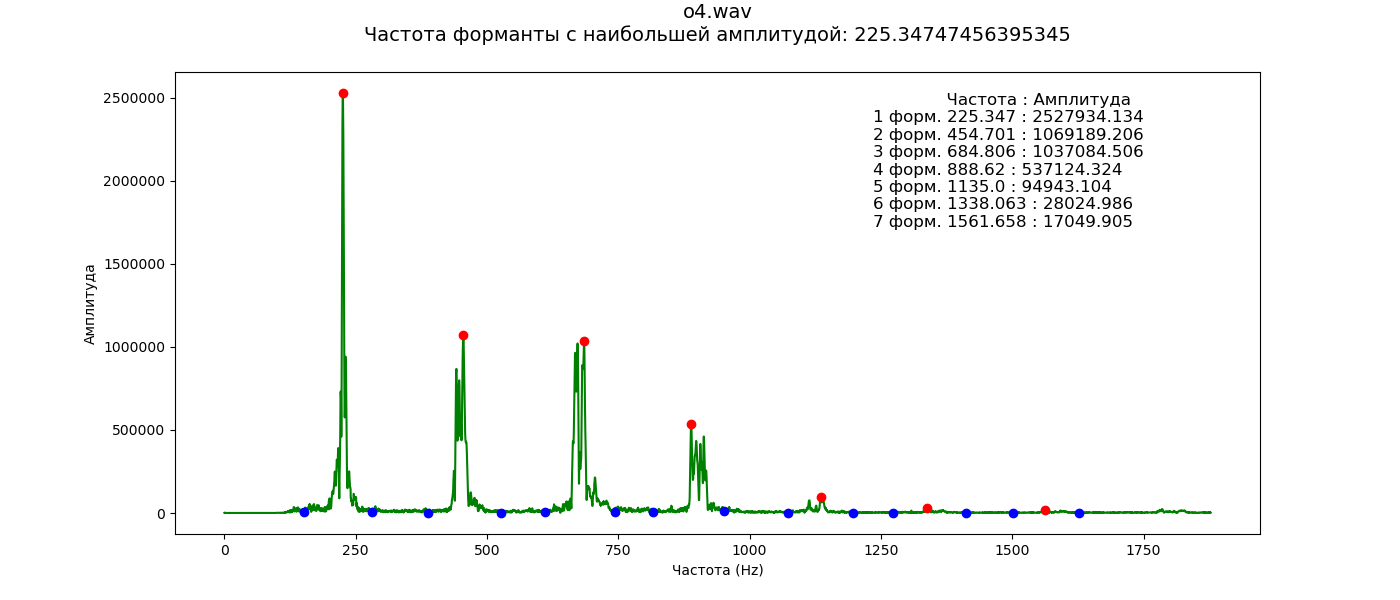 o4.wav
Частота форманты с наибольшей амплитудой: 225.34747456395345
Частота : Амплитуда
1 форм. 225.347 : 2527934.134
2 форм. 454.701 : 1069189.206
3 форм. 684.806 : 1037084.506
4 форм. 888.62 : 537124.324
5 форм. 1135.0 : 94943.104
6 форм. 1338.063 : 28024.986
7 форм. 1561.658 : 17049.905
Амплитуда
2500000
2000000
1500000
1000000
500000
0
0 250 500 750 1000 1250 1500 1750
Частота (Hz)